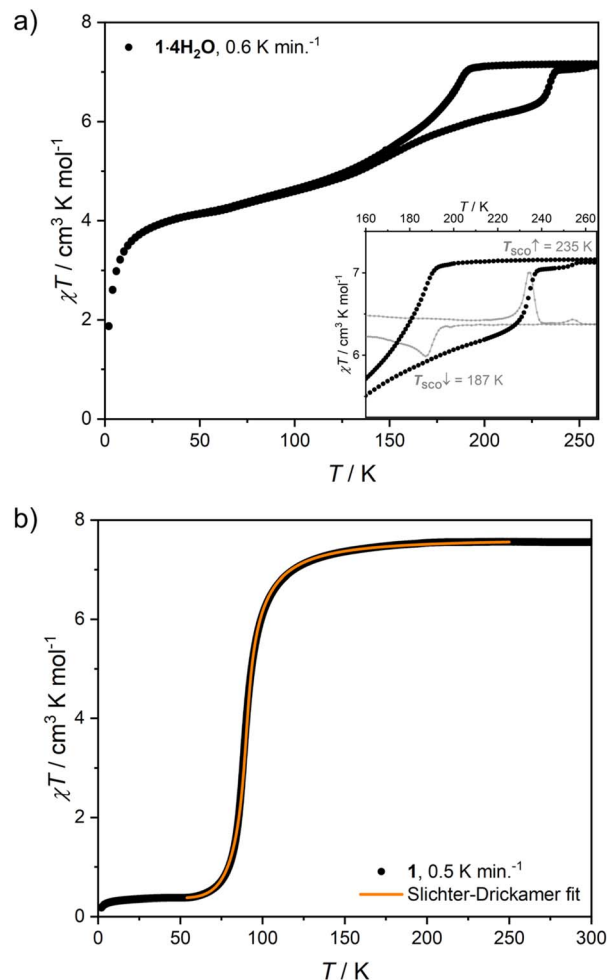 a)
8
6
4
2
0
χT / cm³ K mol⁻¹
1·4H₂O, 0.6 K min.⁻¹
T / K
160 180 200 220 240 260
7
6
χT / cm³ K mol⁻¹
T_SCO↑ = 235 K
T_SCO↓ = 187 K
0 50 100 150 200 250
T / K
b)
8
6
4
2
0
χT / cm³ K mol⁻¹
1, 0.5 K min.⁻¹
Slichter-Drickamer fit
0 50 100 150 200 250 300
T / K